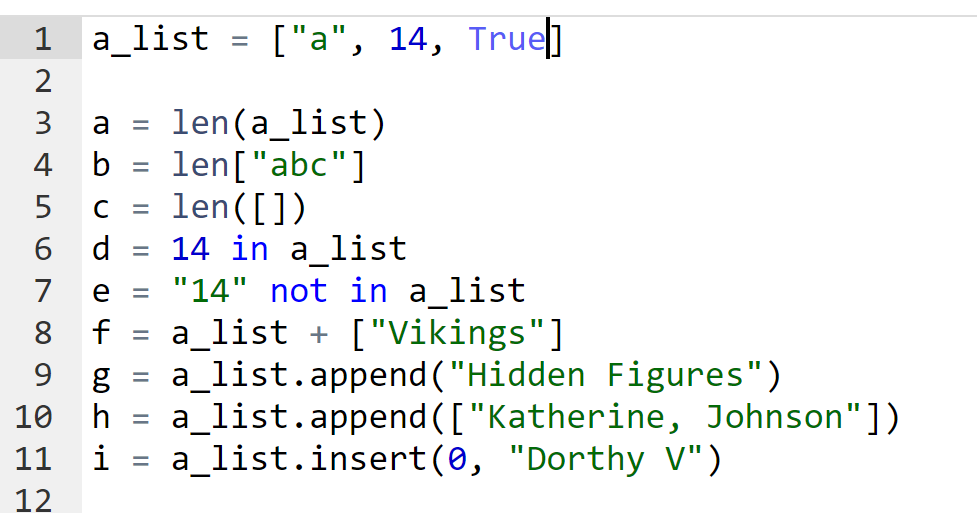 1 a_list = ["a", 14, True]
2
3 a = len(a_list)
4 b = len["abc"]
5 c = len([])
6 d = 14 in a_list
7 e = "14" not in a_list
8 f = a_list + ["Vikings"]
9 g = a_list.append("Hidden Figures")
10 h = a_list.append(["Katherine, Johnson"])
11 i = a_list.insert(0, "Dorthy V")
12